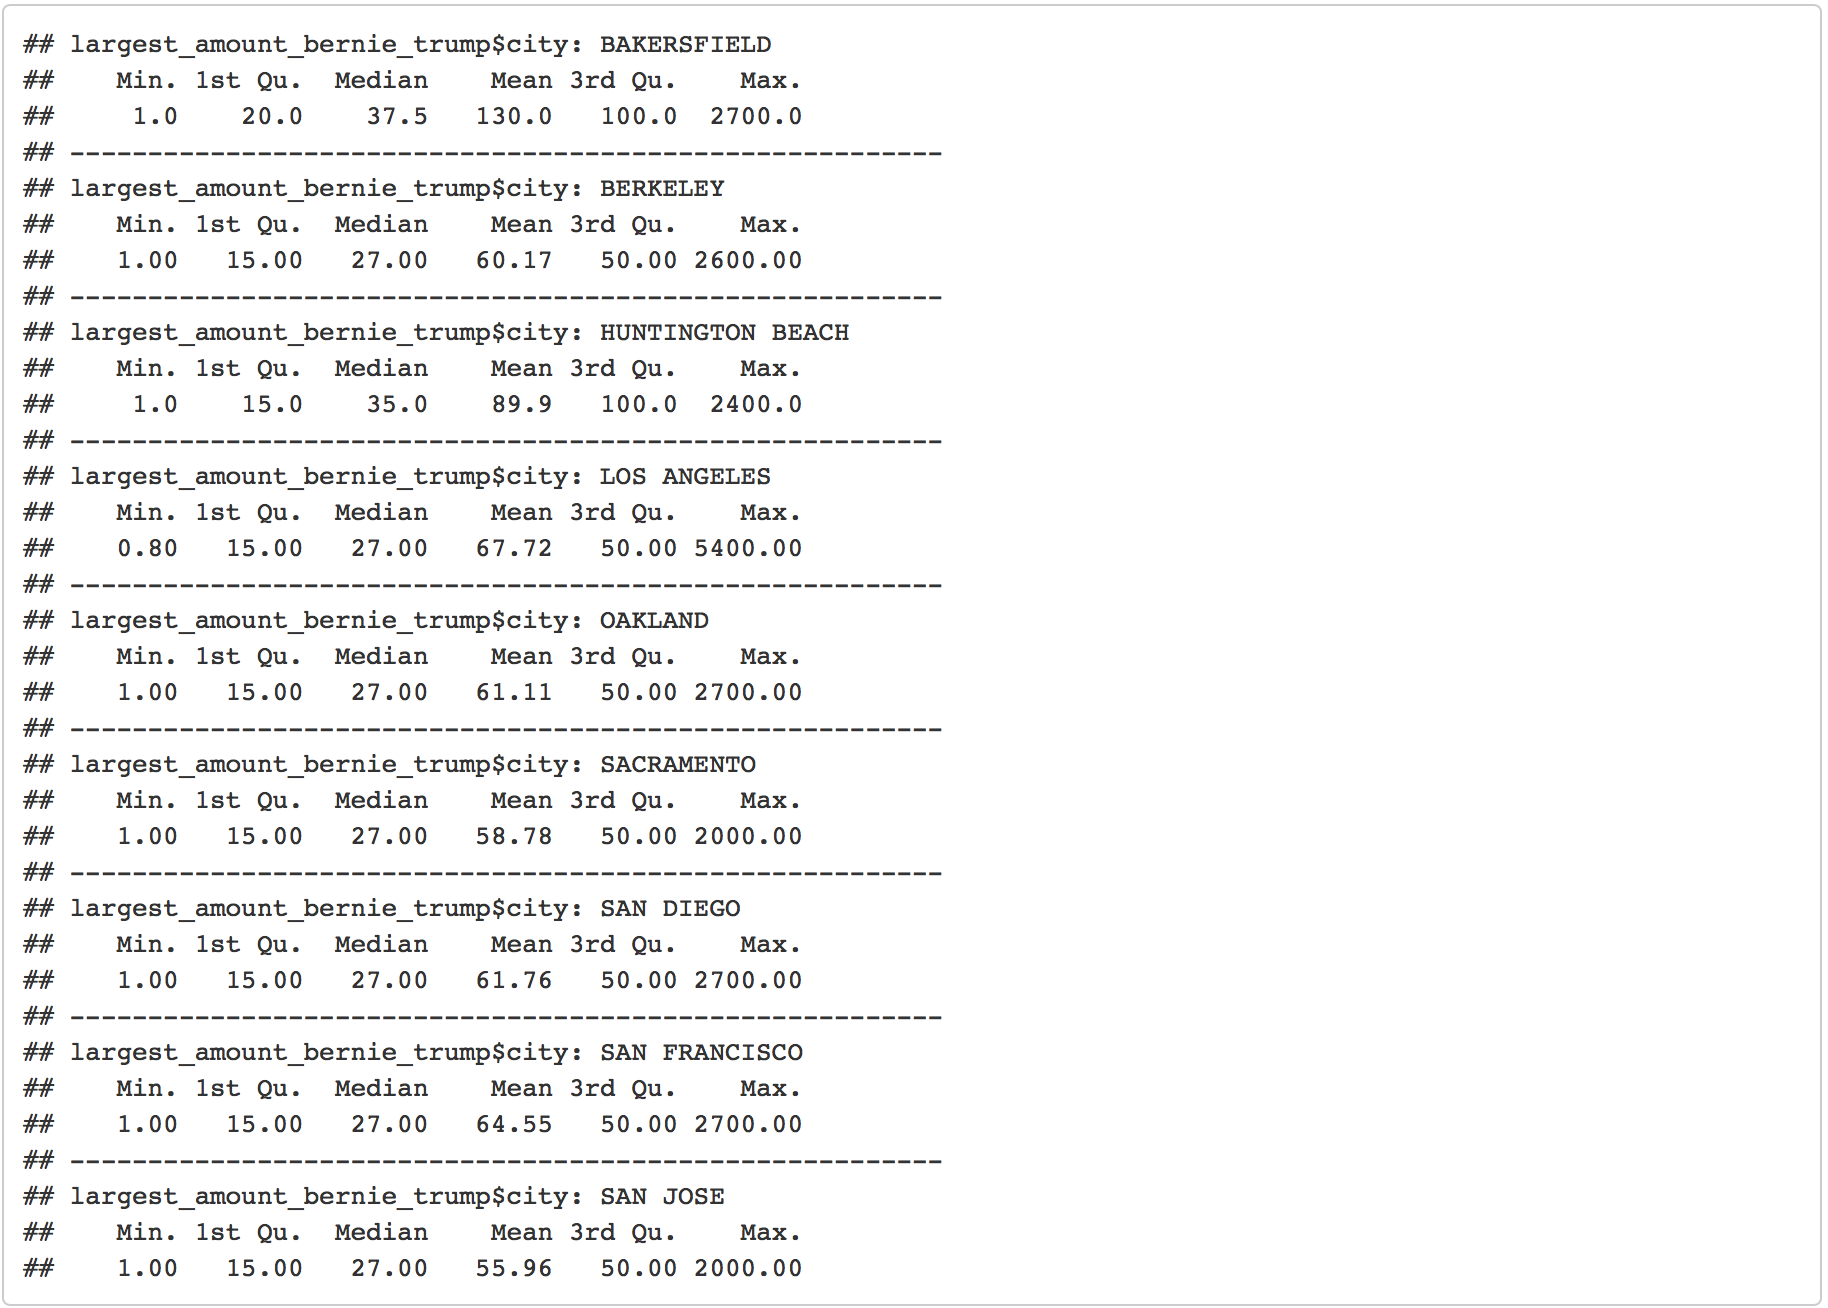 ## largest_amount_bernie_trump$city: BAKERSFIELD
##    Min. 1st Qu.  Median    Mean 3rd Qu.    Max.
##     1.0    20.0    37.5   130.0   100.0  2700.0
## --------------------------------------------------------
## largest_amount_bernie_trump$city: BERKELEY
##    Min. 1st Qu.  Median    Mean 3rd Qu.    Max.
##    1.00   15.00   27.00   60.17   50.00 2600.00
## --------------------------------------------------------
## largest_amount_bernie_trump$city: HUNTINGTON BEACH
##    Min. 1st Qu.  Median    Mean 3rd Qu.    Max.
##     1.0    15.0    35.0    89.9   100.0  2400.0
## --------------------------------------------------------
## largest_amount_bernie_trump$city: LOS ANGELES
##    Min. 1st Qu.  Median    Mean 3rd Qu.    Max.
##    0.80   15.00   27.00   67.72   50.00 5400.00
## --------------------------------------------------------
## largest_amount_bernie_trump$city: OAKLAND
##    Min. 1st Qu.  Median    Mean 3rd Qu.    Max.
##    1.00   15.00   27.00   61.11   50.00 2700.00
## --------------------------------------------------------
## largest_amount_bernie_trump$city: SACRAMENTO
##    Min. 1st Qu.  Median    Mean 3rd Qu.    Max.
##    1.00   15.00   27.00   58.78   50.00 2000.00
## --------------------------------------------------------
## largest_amount_bernie_trump$city: SAN DIEGO
##    Min. 1st Qu.  Median    Mean 3rd Qu.    Max.
##    1.00   15.00   27.00   61.76   50.00 2700.00
## --------------------------------------------------------
## largest_amount_bernie_trump$city: SAN FRANCISCO
##    Min. 1st Qu.  Median    Mean 3rd Qu.    Max.
##    1.00   15.00   27.00   64.55   50.00 2700.00
## --------------------------------------------------------
## largest_amount_bernie_trump$city: SAN JOSE
##    Min. 1st Qu.  Median    Mean 3rd Qu.    Max.
##    1.00   15.00   27.00   55.96   50.00 2000.00